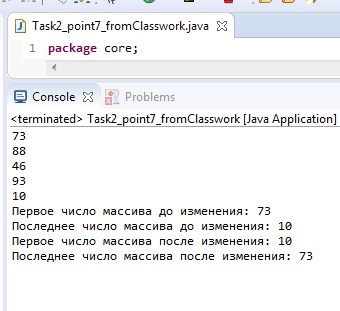 Task2_point7_fromClasswork.java
1 package core;
Console
Problems
<terminated> Task2_point7_fromClasswork [Java Application]
73
88
46
93
10
Первое число массива до изменения: 73
Последнее число массива до изменения: 10
Первое число массива после изменения: 10
Последнее число массива после изменения: 73